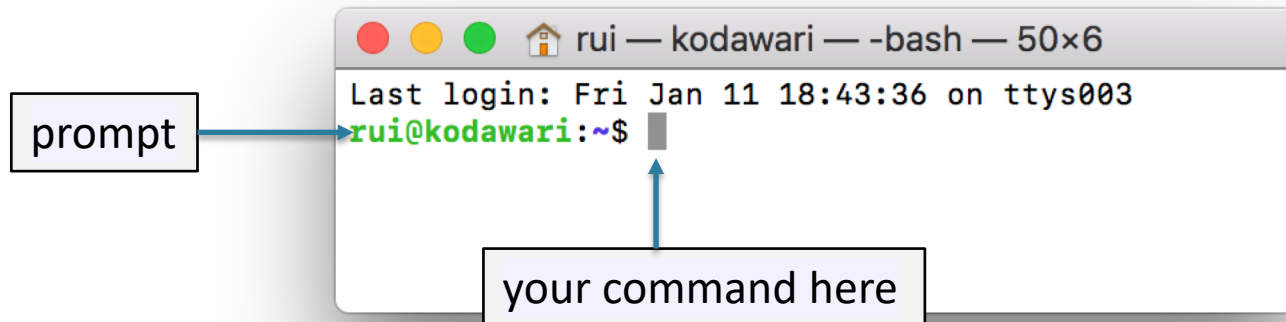 rui — kodawari — -bash — 50×6
Last login: Fri Jan 11 18:43:36 on ttys003
prompt
rui@kodawari:~$
your command here